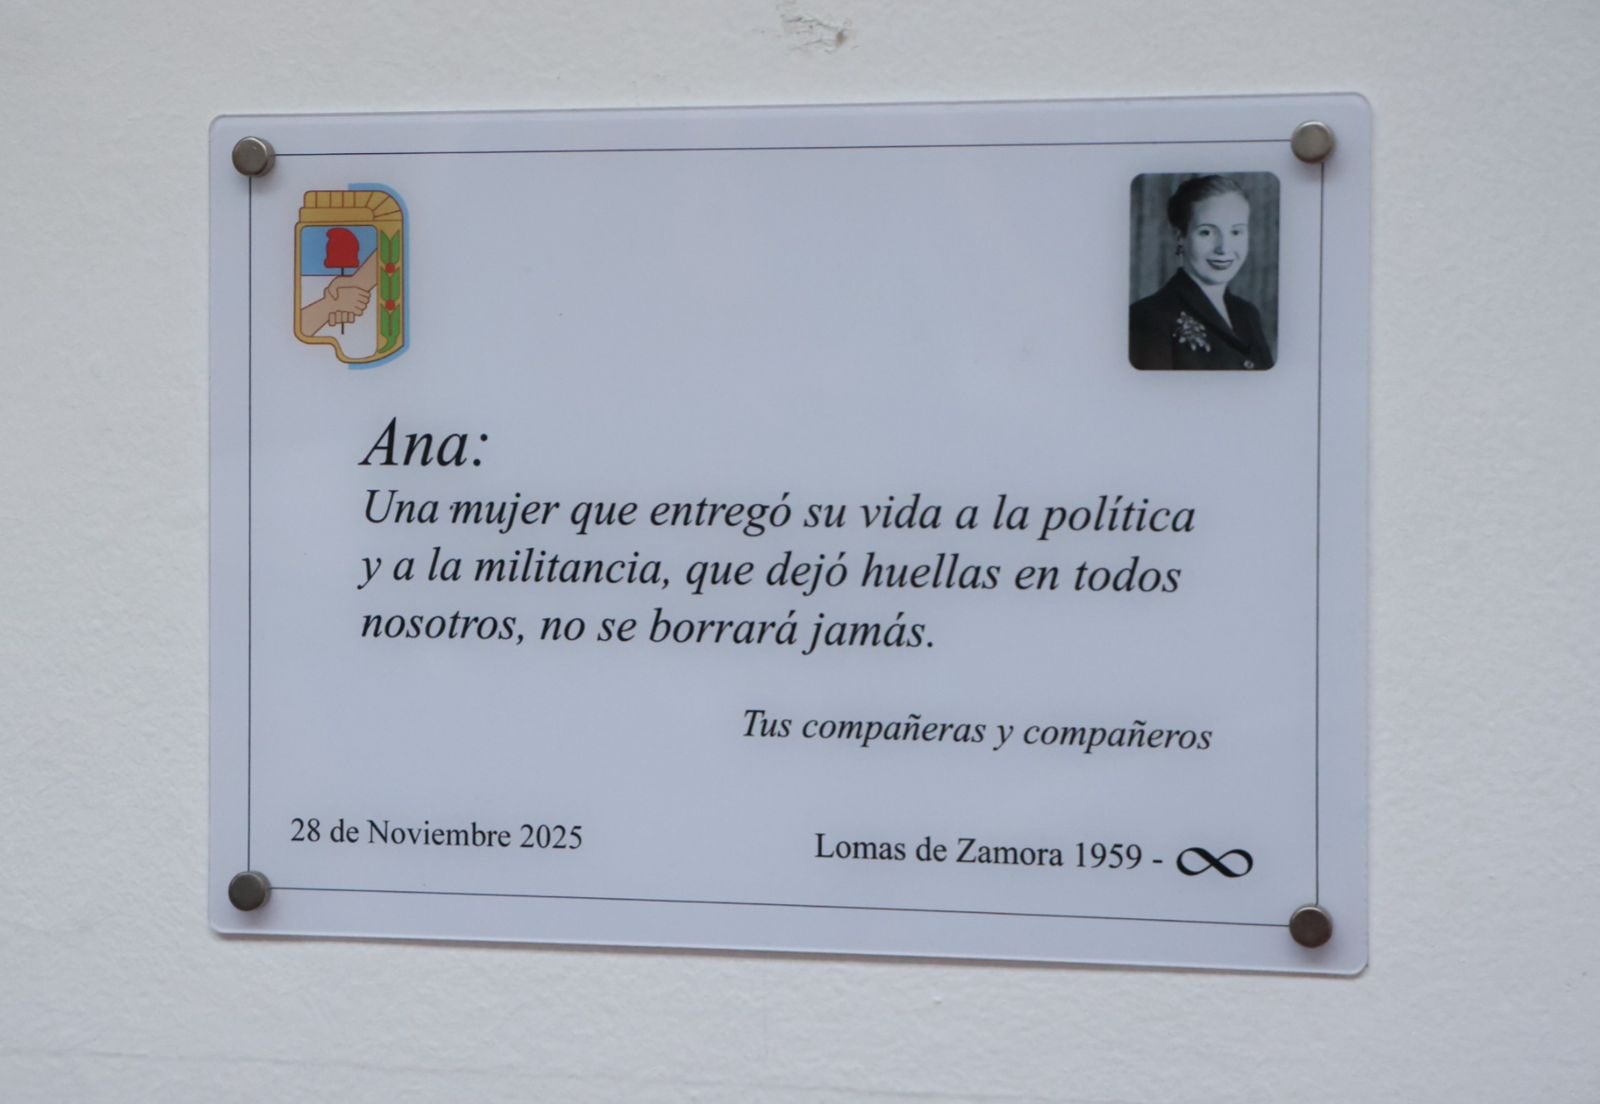 Ana:
Una mujer que entregó su vida a la política
y a la militancia, que dejó huellas en todos
nosotros, no se borrará jamás.
Tus compañeras y compañeros
28 de Noviembre 2025
Lomas de Zamora 1959 - ∞